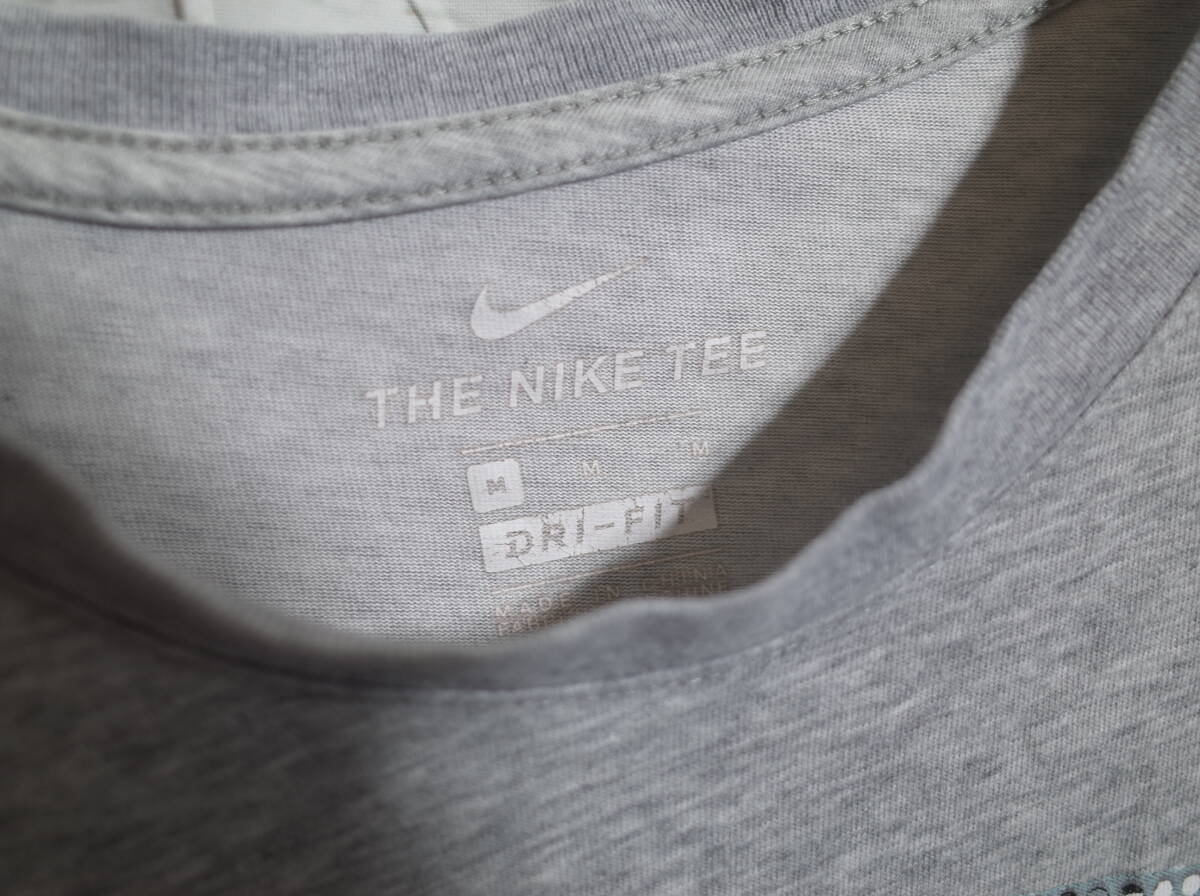 THE NIKE TEE
M M M
DRI-FIT
MADE IN CHINA